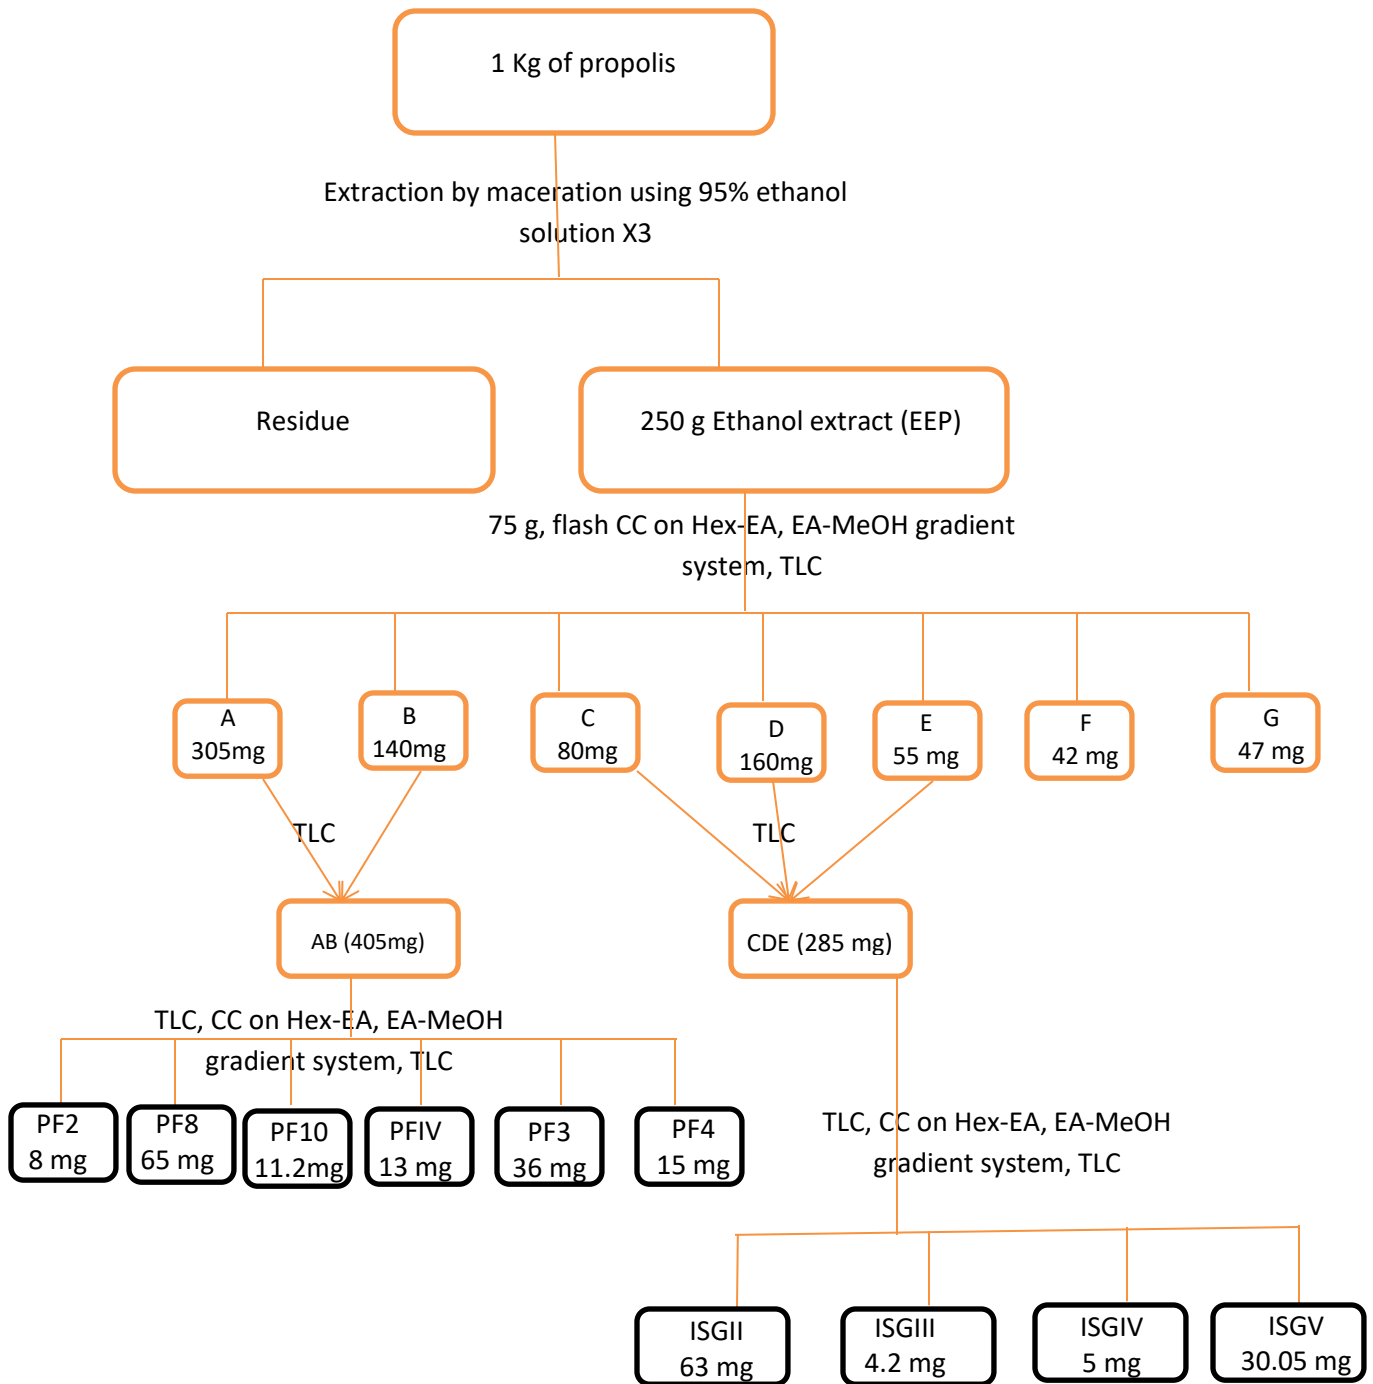 1 Kg of propolis
Extraction by maceration using 95% ethanol
solution X3
Residue
250 g Ethanol extract (EEP)
75 g, flash CC on Hex-EA, EA-MeOH gradient
system, TLC
A
305mg
B
140mg
C
80mg
D
160mg
E
55 mg
F
42 mg
G
47 mg
TLC
TLC
AB (405mg)
CDE (285 mg)
TLC, CC on Hex-EA, EA-MeOH
gradient system, TLC
PF2
8 mg
PF8
65 mg
PF10
11.2mg
PFIV
13 mg
PF3
36 mg
PF4
15 mg
TLC, CC on Hex-EA, EA-MeOH
gradient system, TLC
ISGII
63 mg
ISGIII
4.2 mg
ISGIV
5 mg
ISGV
30.05 mg